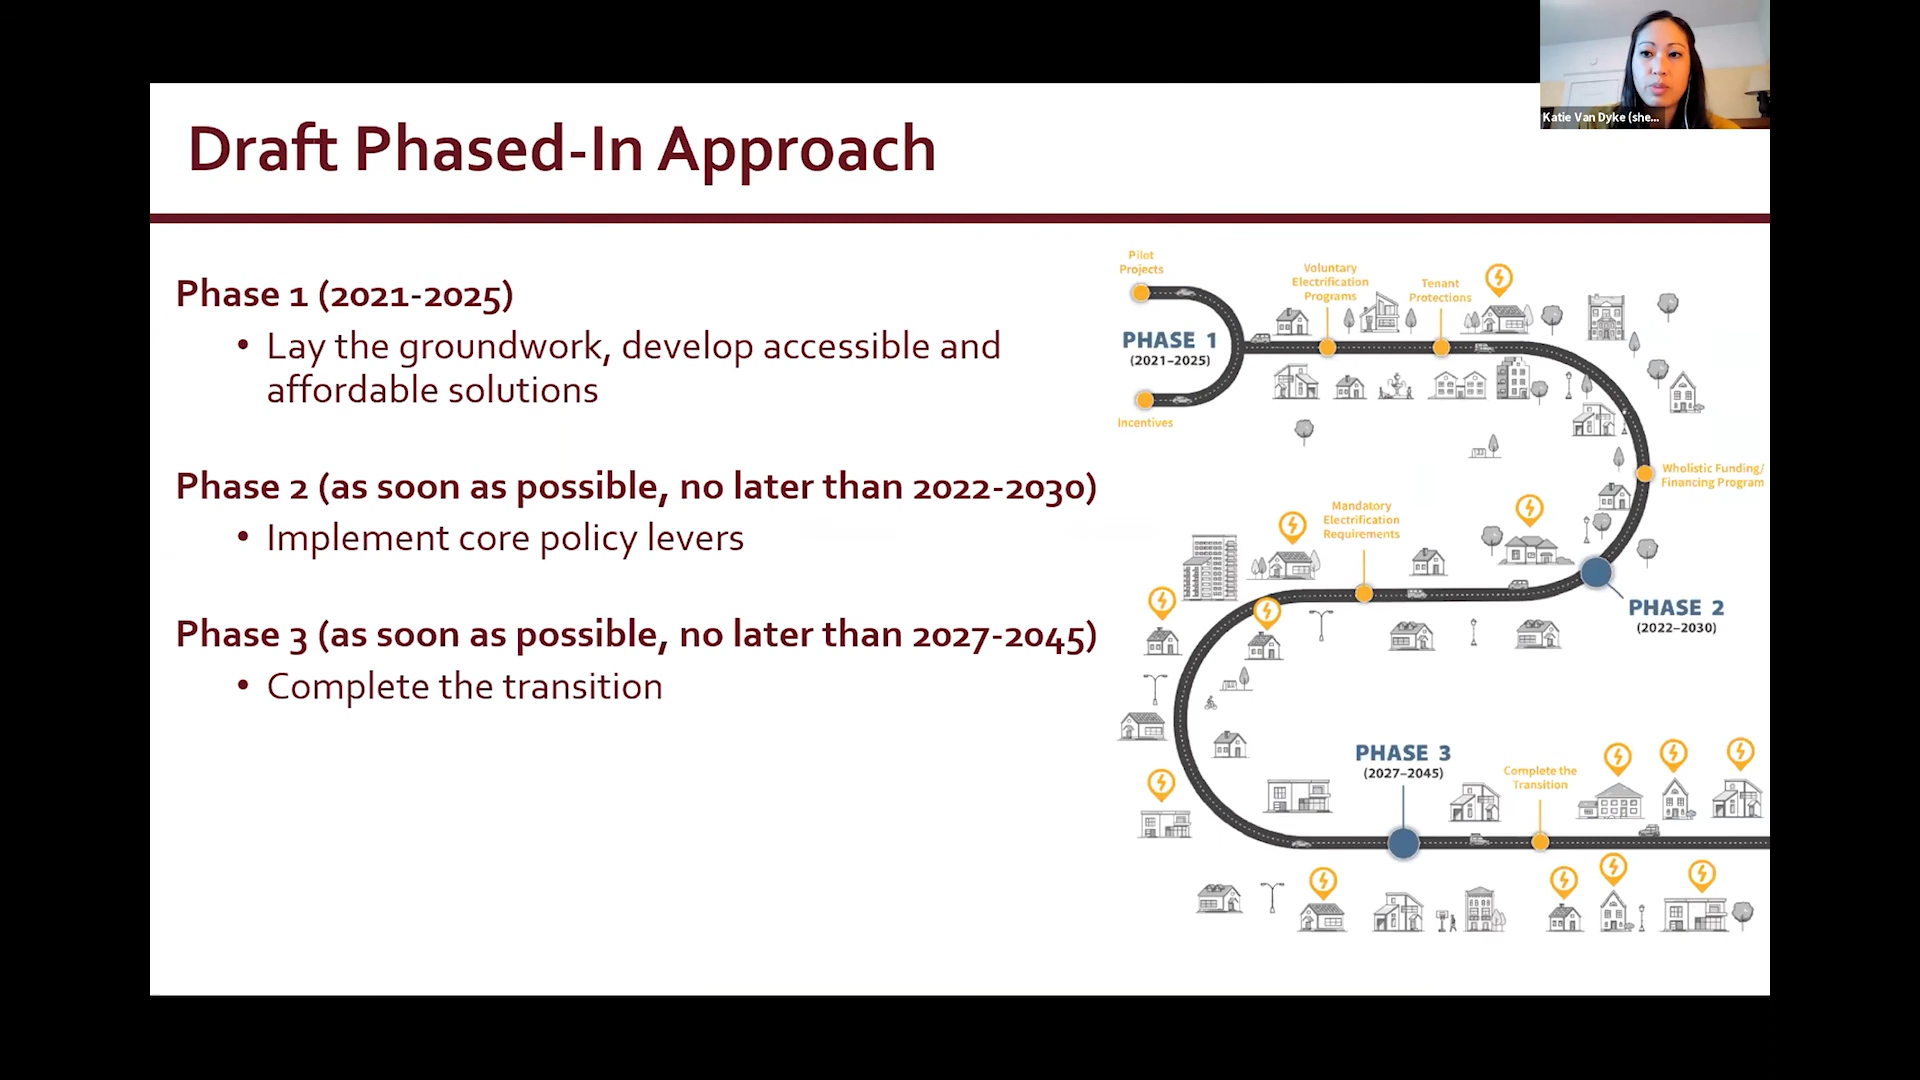 Katie Van Dyke (she...
Draft Phased-In Approach
Phase 1 (2021-2025)
• Lay the groundwork, develop accessible and
affordable solutions
Phase 2 (as soon as possible, no later than 2022-2030)
• Implement core policy levers
Phase 3 (as soon as possible, no later than 2027-2045)
• Complete the transition
Pilot
Projects
PHASE 1
(2021–2025)
Incentives
Voluntary
Electrification
Programs
Tenant
Protections
Wholistic Funding/
Financing Program
Mandatory
Electrification
Requirements
PHASE 2
(2022–2030)
PHASE 3
(2027–2045)
Complete the
Transition